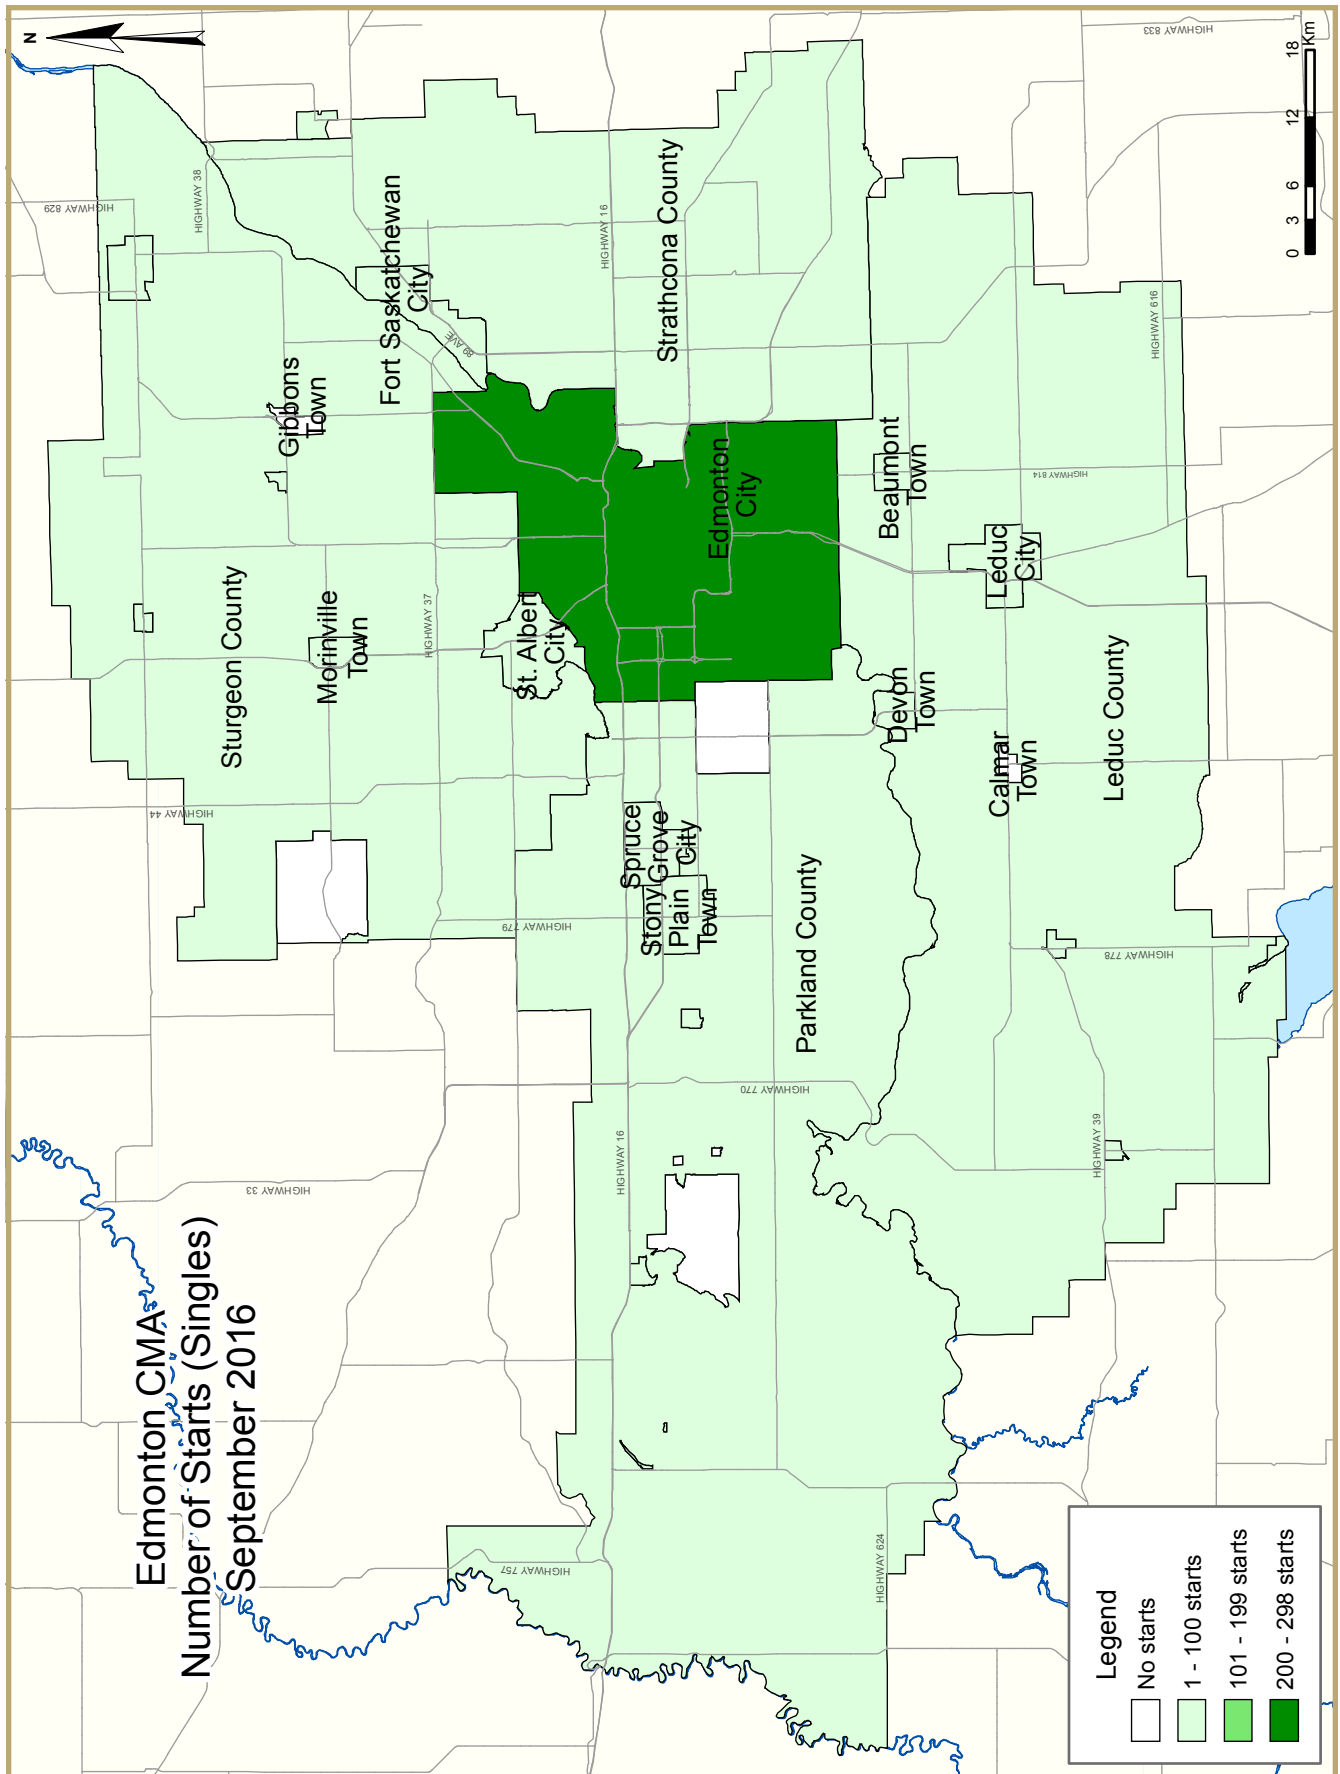 Edmonton CMA
Number of Starts (Singles)
September 2016
N
HIGHWAY 829
HIGHWAY 38
HIGHWAY 833
HIGHWAY 16
HIGHWAY 44
HIGHWAY 37
89 AVE
HIGHWAY 779
HIGHWAY 33
HIGHWAY 757
HIGHWAY 16
HIGHWAY 770
HIGHWAY 624
HIGHWAY 39
HIGHWAY 778
HIGHWAY 814
HIGHWAY 616
Sturgeon County
Gibbons
Town
Morinville
Town
Fort Saskatchewan
City
St. Albert
City
Strathcona County
Edmonton
City
Spruce
Grove
City
Stony
Plain
Town
Parkland County
Beaumont
Town
Devon
Town
Leduc
City
Calmar
Town
Leduc County
Legend
No starts
1 - 100 starts
101 - 199 starts
200 - 298 starts
0 3 6 12 18
Km